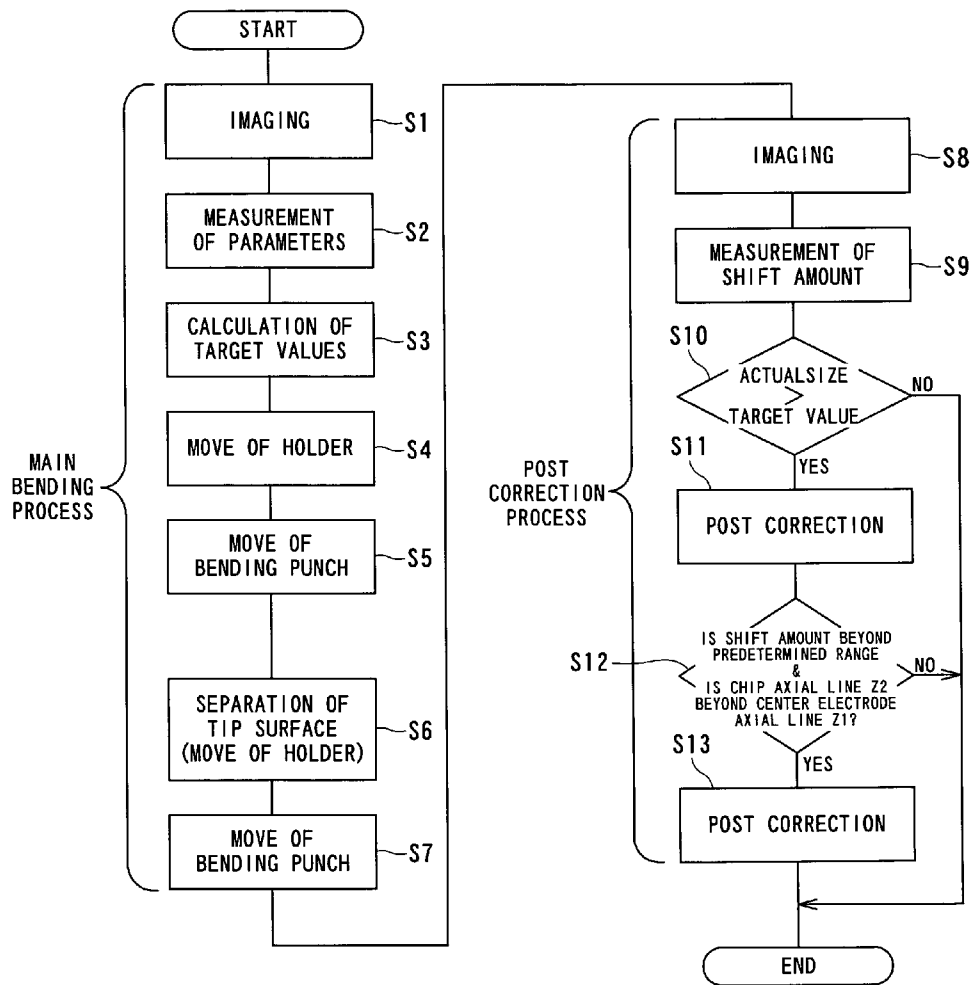 START
IMAGING
S1
MEASUREMENT
OF PARAMETERS
S2
CALCULATION OF
TARGET VALUES
S3
MOVE OF HOLDER
S4
MAIN
BENDING
PROCESS
MOVE OF
BENDING PUNCH
S5
SEPARATION OF
TIP SURFACE
(MOVE OF HOLDER)
S6
MOVE OF
BENDING PUNCH
S7
IMAGING
S8
MEASUREMENT OF
SHIFT AMOUNT
S9
S10
ACTUALSIZE
>
TARGET VALUE
NO
YES
POST
CORRECTION
PROCESS
S11
POST CORRECTION
S12
IS SHIFT AMOUNT BEYOND
PREDETERMINED RANGE
&
IS CHIP AXIAL LINE Z2
BEYOND CENTER ELECTRODE
AXIAL LINE Z1?
NO
YES
S13
POST CORRECTION
END